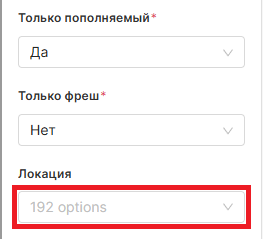 Только пополняемый*
Да
Только фреш*
Нет
Локация
192 options